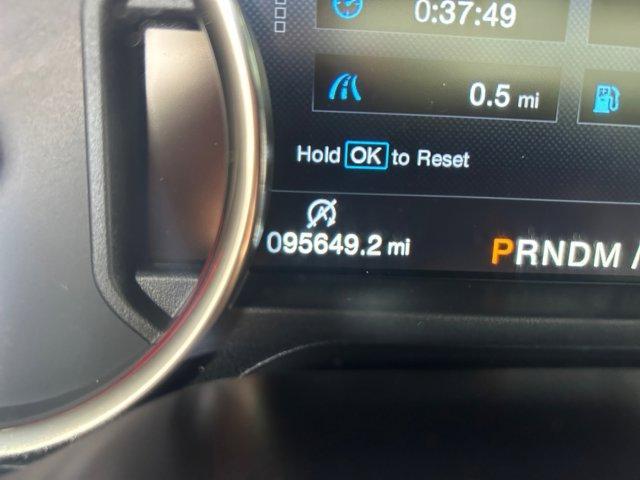 0:37:49
0.5 mi
Hold OK to Reset
095649.2 mi
PRNDM /